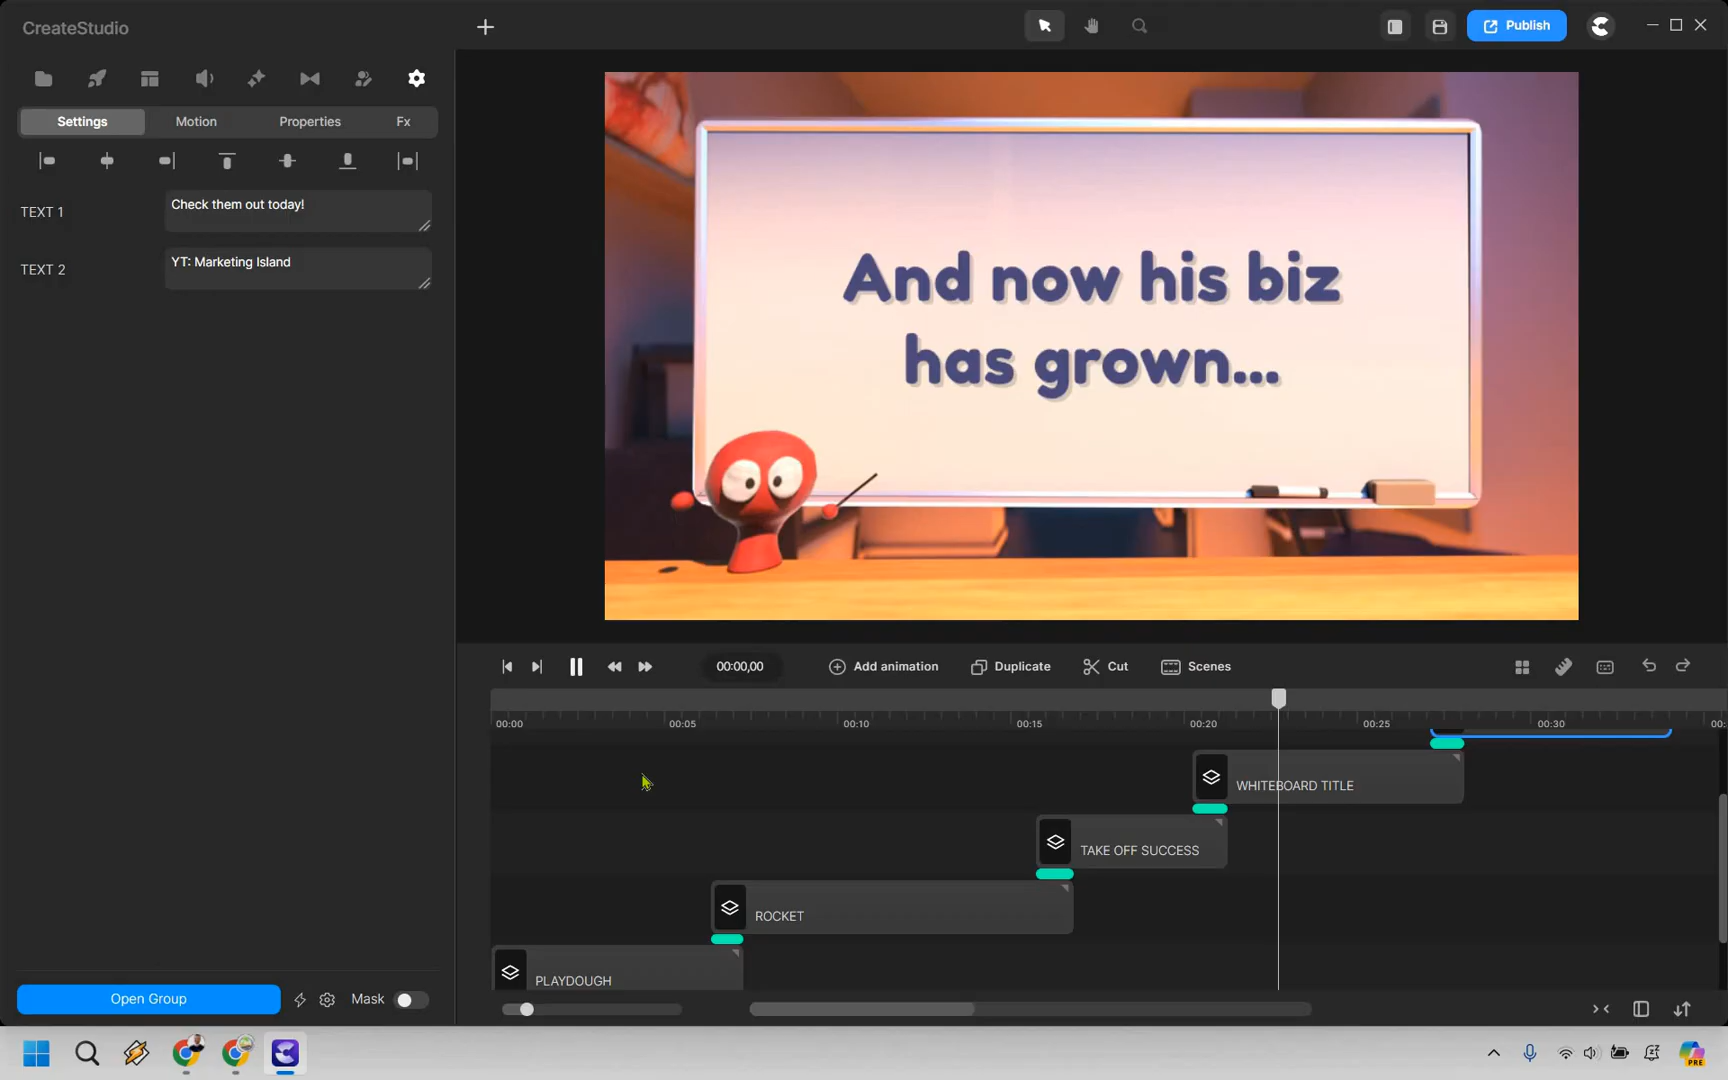 CreateStudio
Publish
Settings
Motion
Properties
Fx
TEXT 1
Check them out today!
TEXT 2
YT: Marketing Island
And now his biz
has grown...
00:00,00
Add animation
Duplicate
Cut
Scenes
00:00
00:05
00:10
00:15
00:20
00:25
00:30
00:
WHITEBOARD TITLE
TAKE OFF SUCCESS
ROCKET
PLAYDOUGH
Open Group
Mask
PRE